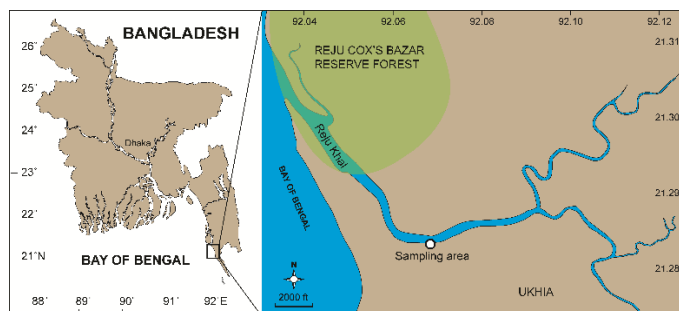 BANGLADESH
26˚
25˚
24˚
23˚
22˚
21˚N
Dhaka
BAY OF BENGAL
88˚
89˚
90˚
91˚
92˚E
92.04
92.06
92.08
92.10
92.12
21.31
21.30
21.29
21.28
REJU COX'S BAZAR
RESERVE FOREST
Reju Khal
BAY OF BENGAL
Sampling area
N
2000 ft
UKHIA